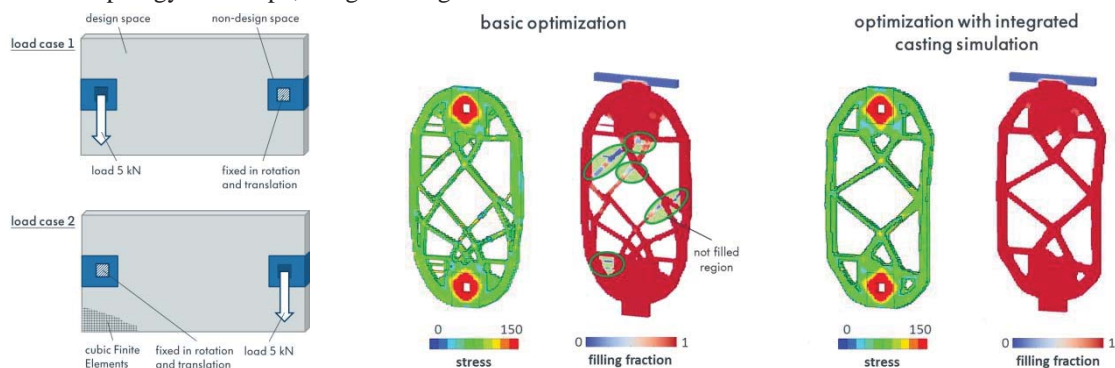 design space
non-design space
load case 1
load 5 kN
fixed in rotation
and translation
load case 2
cubic Finite
Elements
fixed in rotation
and translation
load 5 kN
basic optimization
not filled
region
0 150
stress
0 1
filling fraction
optimization with integrated
casting simulation
0 150
stress
0 1
filling fraction